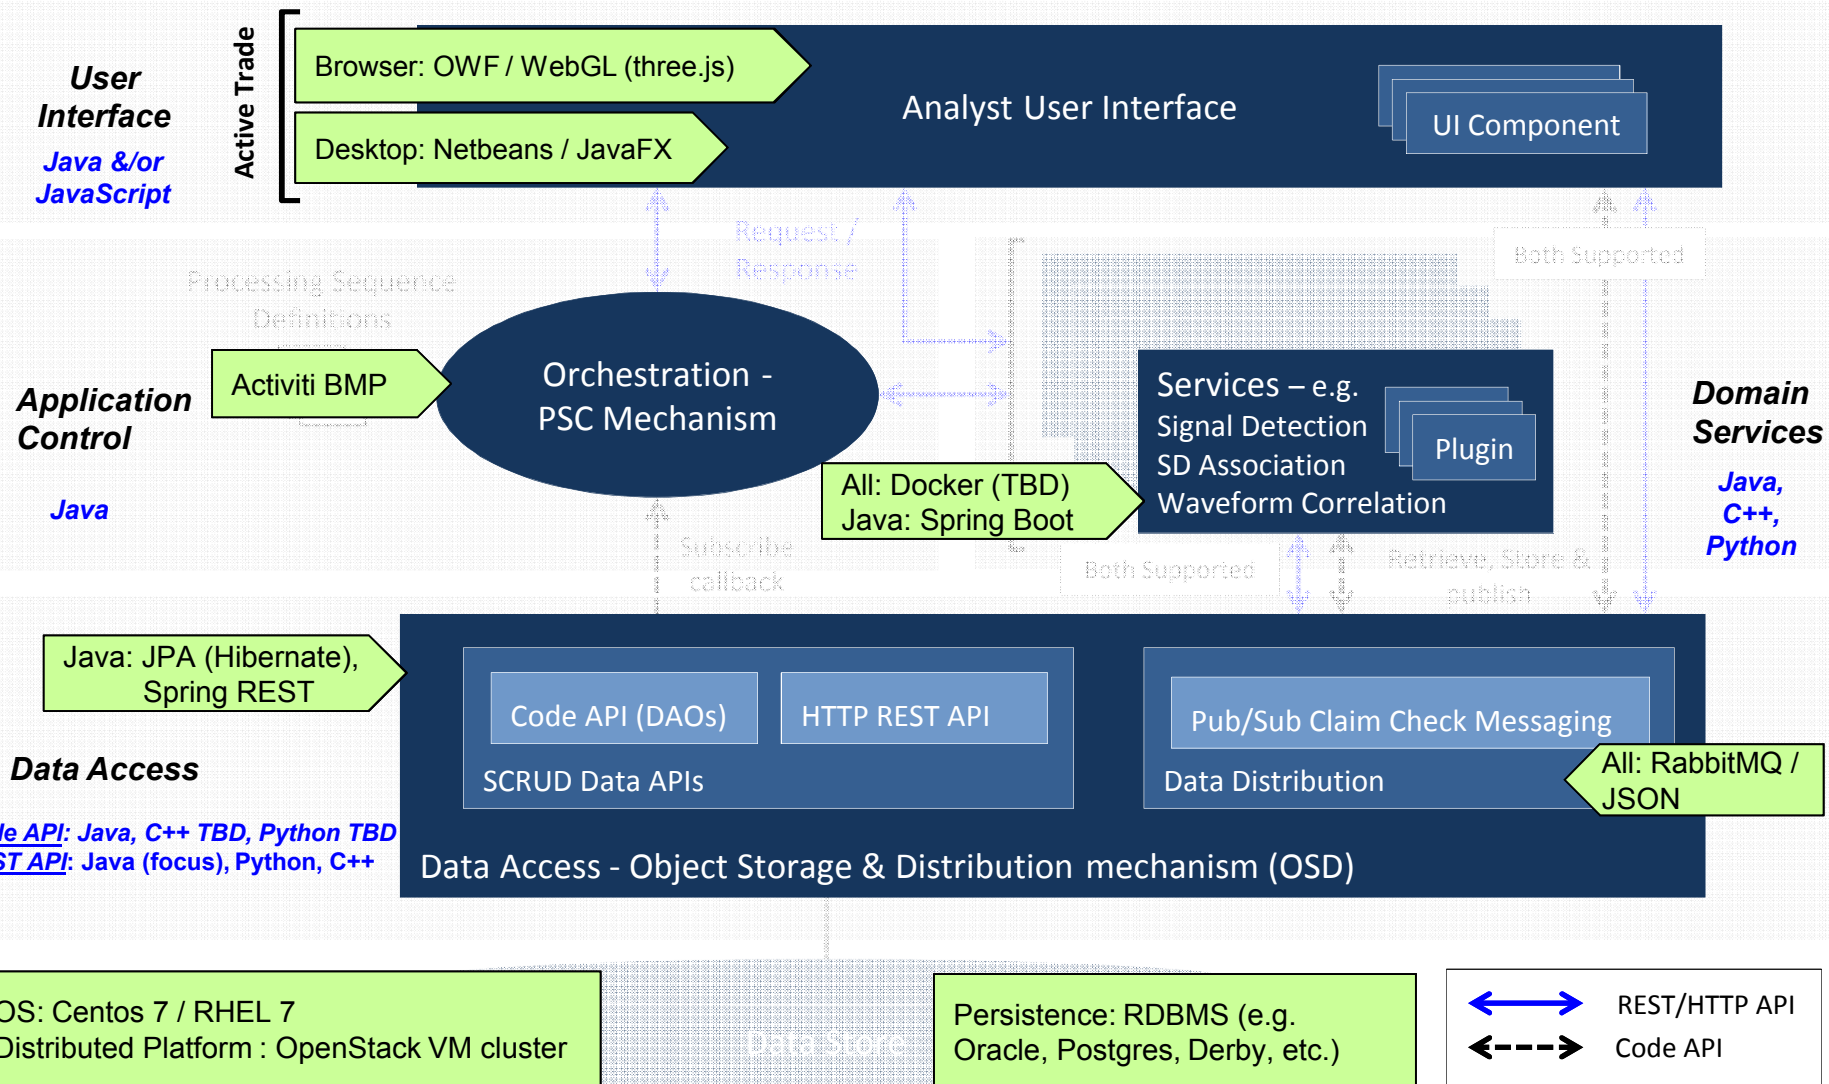 User
Interface
Java &/or
JavaScript
Active Trade
Browser: OWF / WebGL (three.js)
Desktop: Netbeans / JavaFX
Analyst User Interface
UI Component
Request /
Response
Both Supported
Processing Sequence
Definitions
Activiti BMP
Application
Control
Java
Orchestration -
PSC Mechanism
Services – e.g.
Signal Detection
SD Association
Waveform Correlation
Plugin
All: Docker (TBD)
Java: Spring Boot
Domain
Services
Java,
C++,
Python
Subscribe
callback
Both Supported
Retrieve, Store &
publish
Java: JPA (Hibernate),
Spring REST
Code API (DAOs)
HTTP REST API
SCRUD Data APIs
Pub/Sub Claim Check Messaging
Data Distribution
All: RabbitMQ /
JSON
Data Access
de API: Java, C++ TBD, Python TBD
ST API: Java (focus), Python, C++
Data Access - Object Storage & Distribution mechanism (OSD)
OS: Centos 7 / RHEL 7
Distributed Platform : OpenStack VM cluster
Data Store
Persistence: RDBMS (e.g.
Oracle, Postgres, Derby, etc.)
REST/HTTP API
Code API